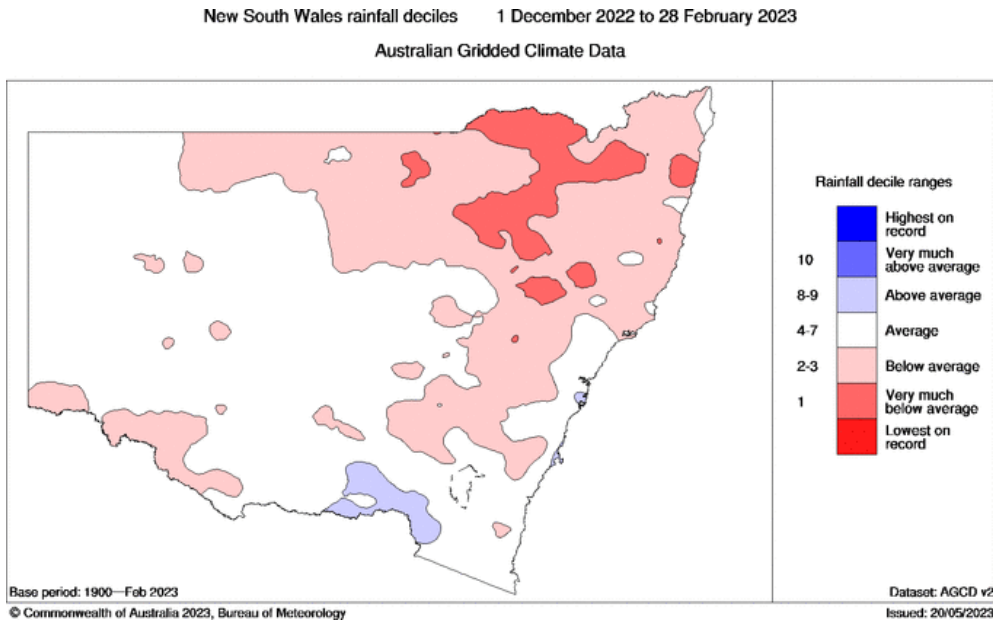 New South Wales rainfall deciles 1 December 2022 to 28 February 2023
Australian Gridded Climate Data
Rainfall decile ranges
Highest on
record
10 Very much
above average
8-9 Above average
4-7 Average
2-3 Below average
1 Very much
below average
Lowest on
record
Base period: 1900—Feb 2023
Dataset: AGCD v2
© Commonwealth of Australia 2023, Bureau of Meteorology
Issued: 20/05/2023